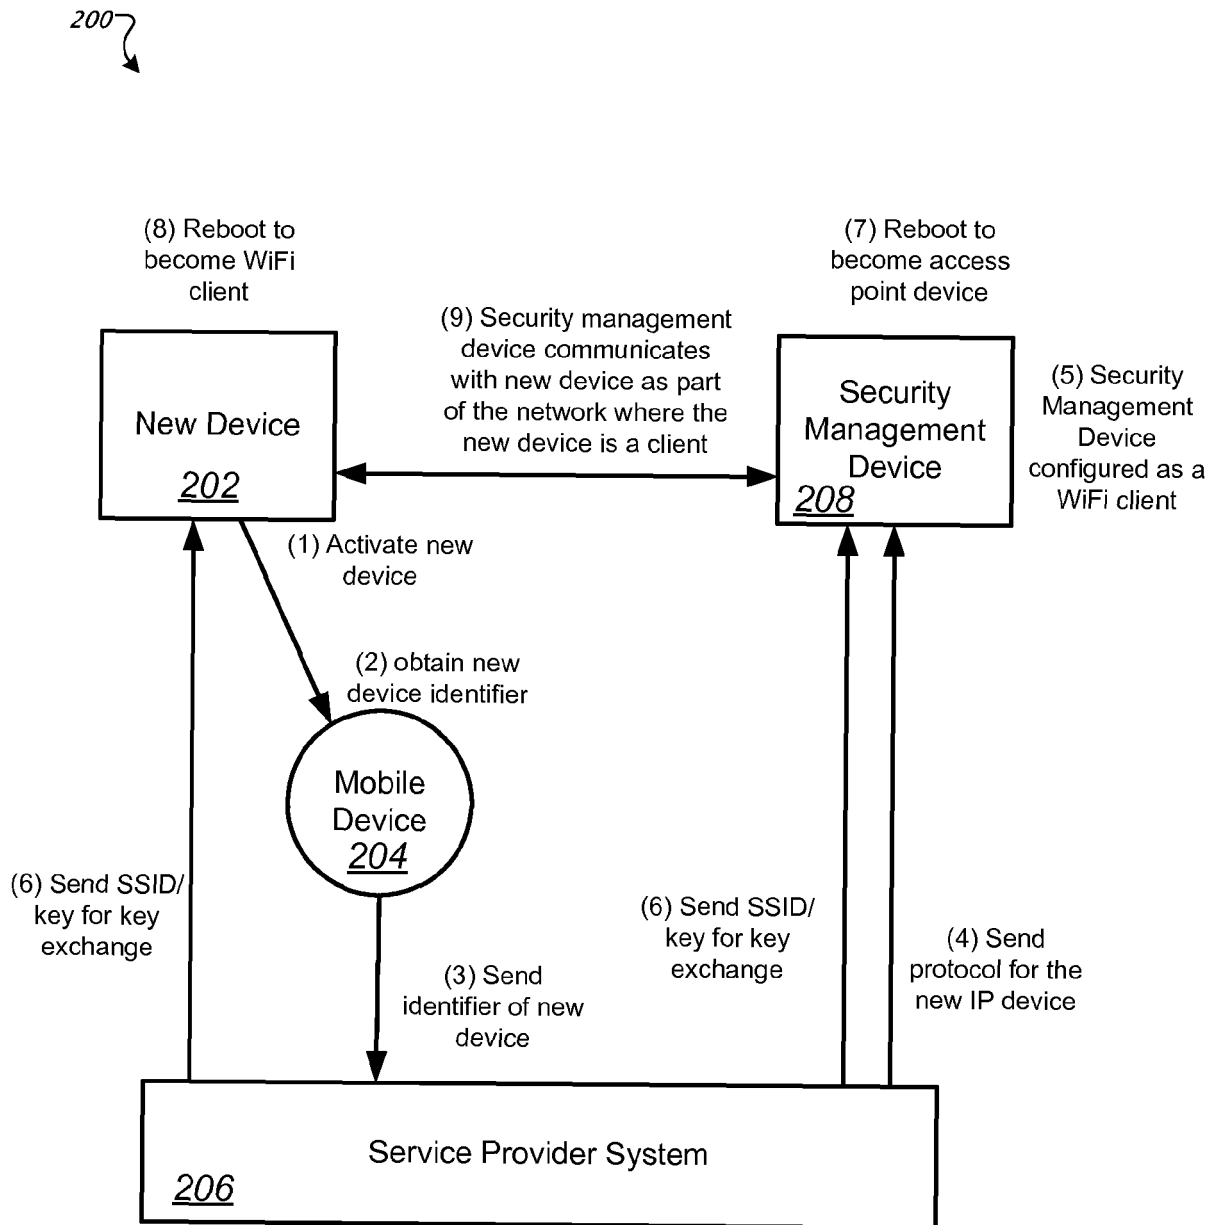 200
(8) Reboot to
become WiFi
client
(7) Reboot to
become access
point device
(9) Security management
device communicates
with new device as part
of the network where the
new device is a client
New Device
202
Security
Management
Device
208
(5) Security
Management
Device
configured as a
WiFi client
(1) Activate new
device
(2) obtain new
device identifier
Mobile
Device
204
(6) Send SSID/
key for key
exchange
(6) Send SSID/
key for key
exchange
(4) Send
protocol for the
new IP device
(3) Send
identifier of new
device
Service Provider System
206